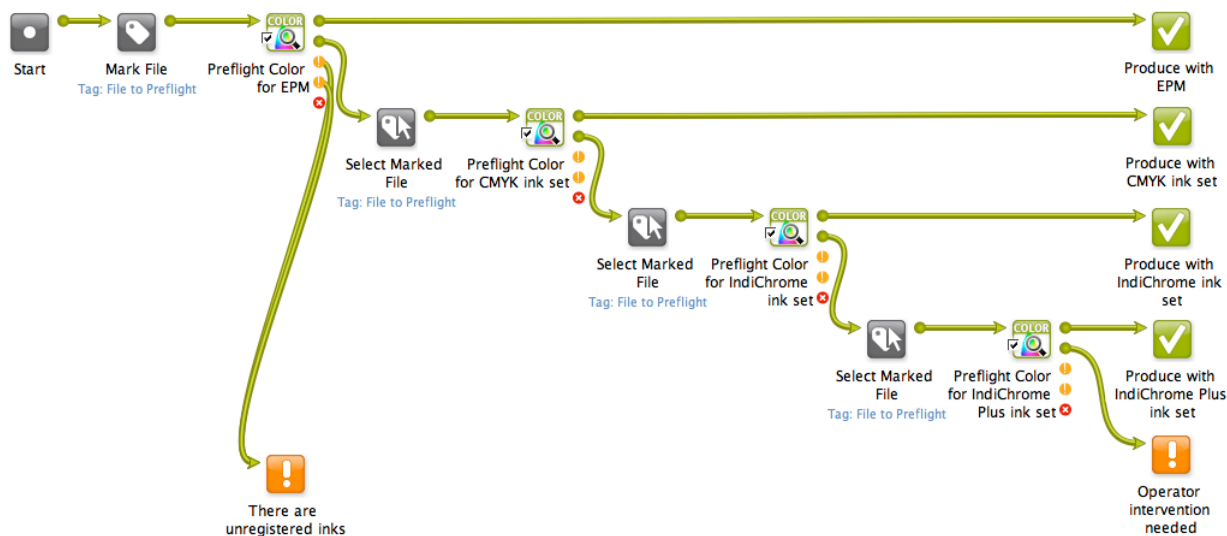 COLOR
Start
Mark File
Tag: File to Preflight
Preflight Color
for EPM
Produce with
EPM
COLOR
Select Marked
File
Tag: File to Preflight
Preflight Color
for CMYK ink set
Produce with
CMYK ink set
COLOR
Select Marked
File
Tag: File to Preflight
Preflight Color
for IndiChrome
ink set
Produce with
IndiChrome ink
set
COLOR
Select Marked
File
Tag: File to Preflight
Preflight Color
for IndiChrome
Plus ink set
Produce with
IndiChrome Plus
ink set
There are
unregistered inks
Operator
intervention
needed